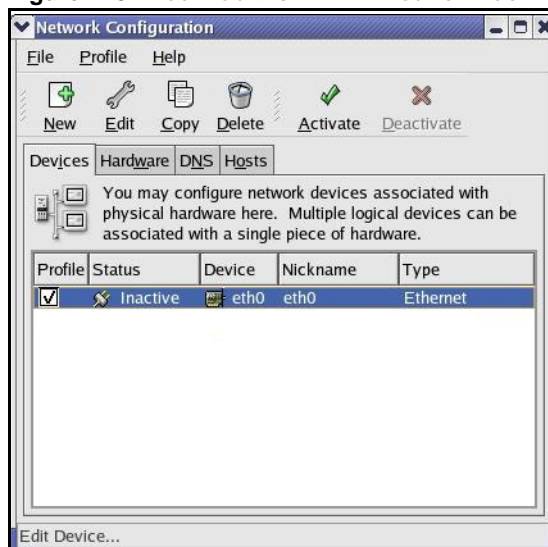 Network Configuration
File Profile Help
New Edit Copy Delete Activate Deactivate
Devices Hardware DNS Hosts
You may configure network devices associated with
physical hardware here. Multiple logical devices can be
associated with a single piece of hardware.
Profile Status Device Nickname Type
Inactive eth0 eth0 Ethernet
Edit Device...